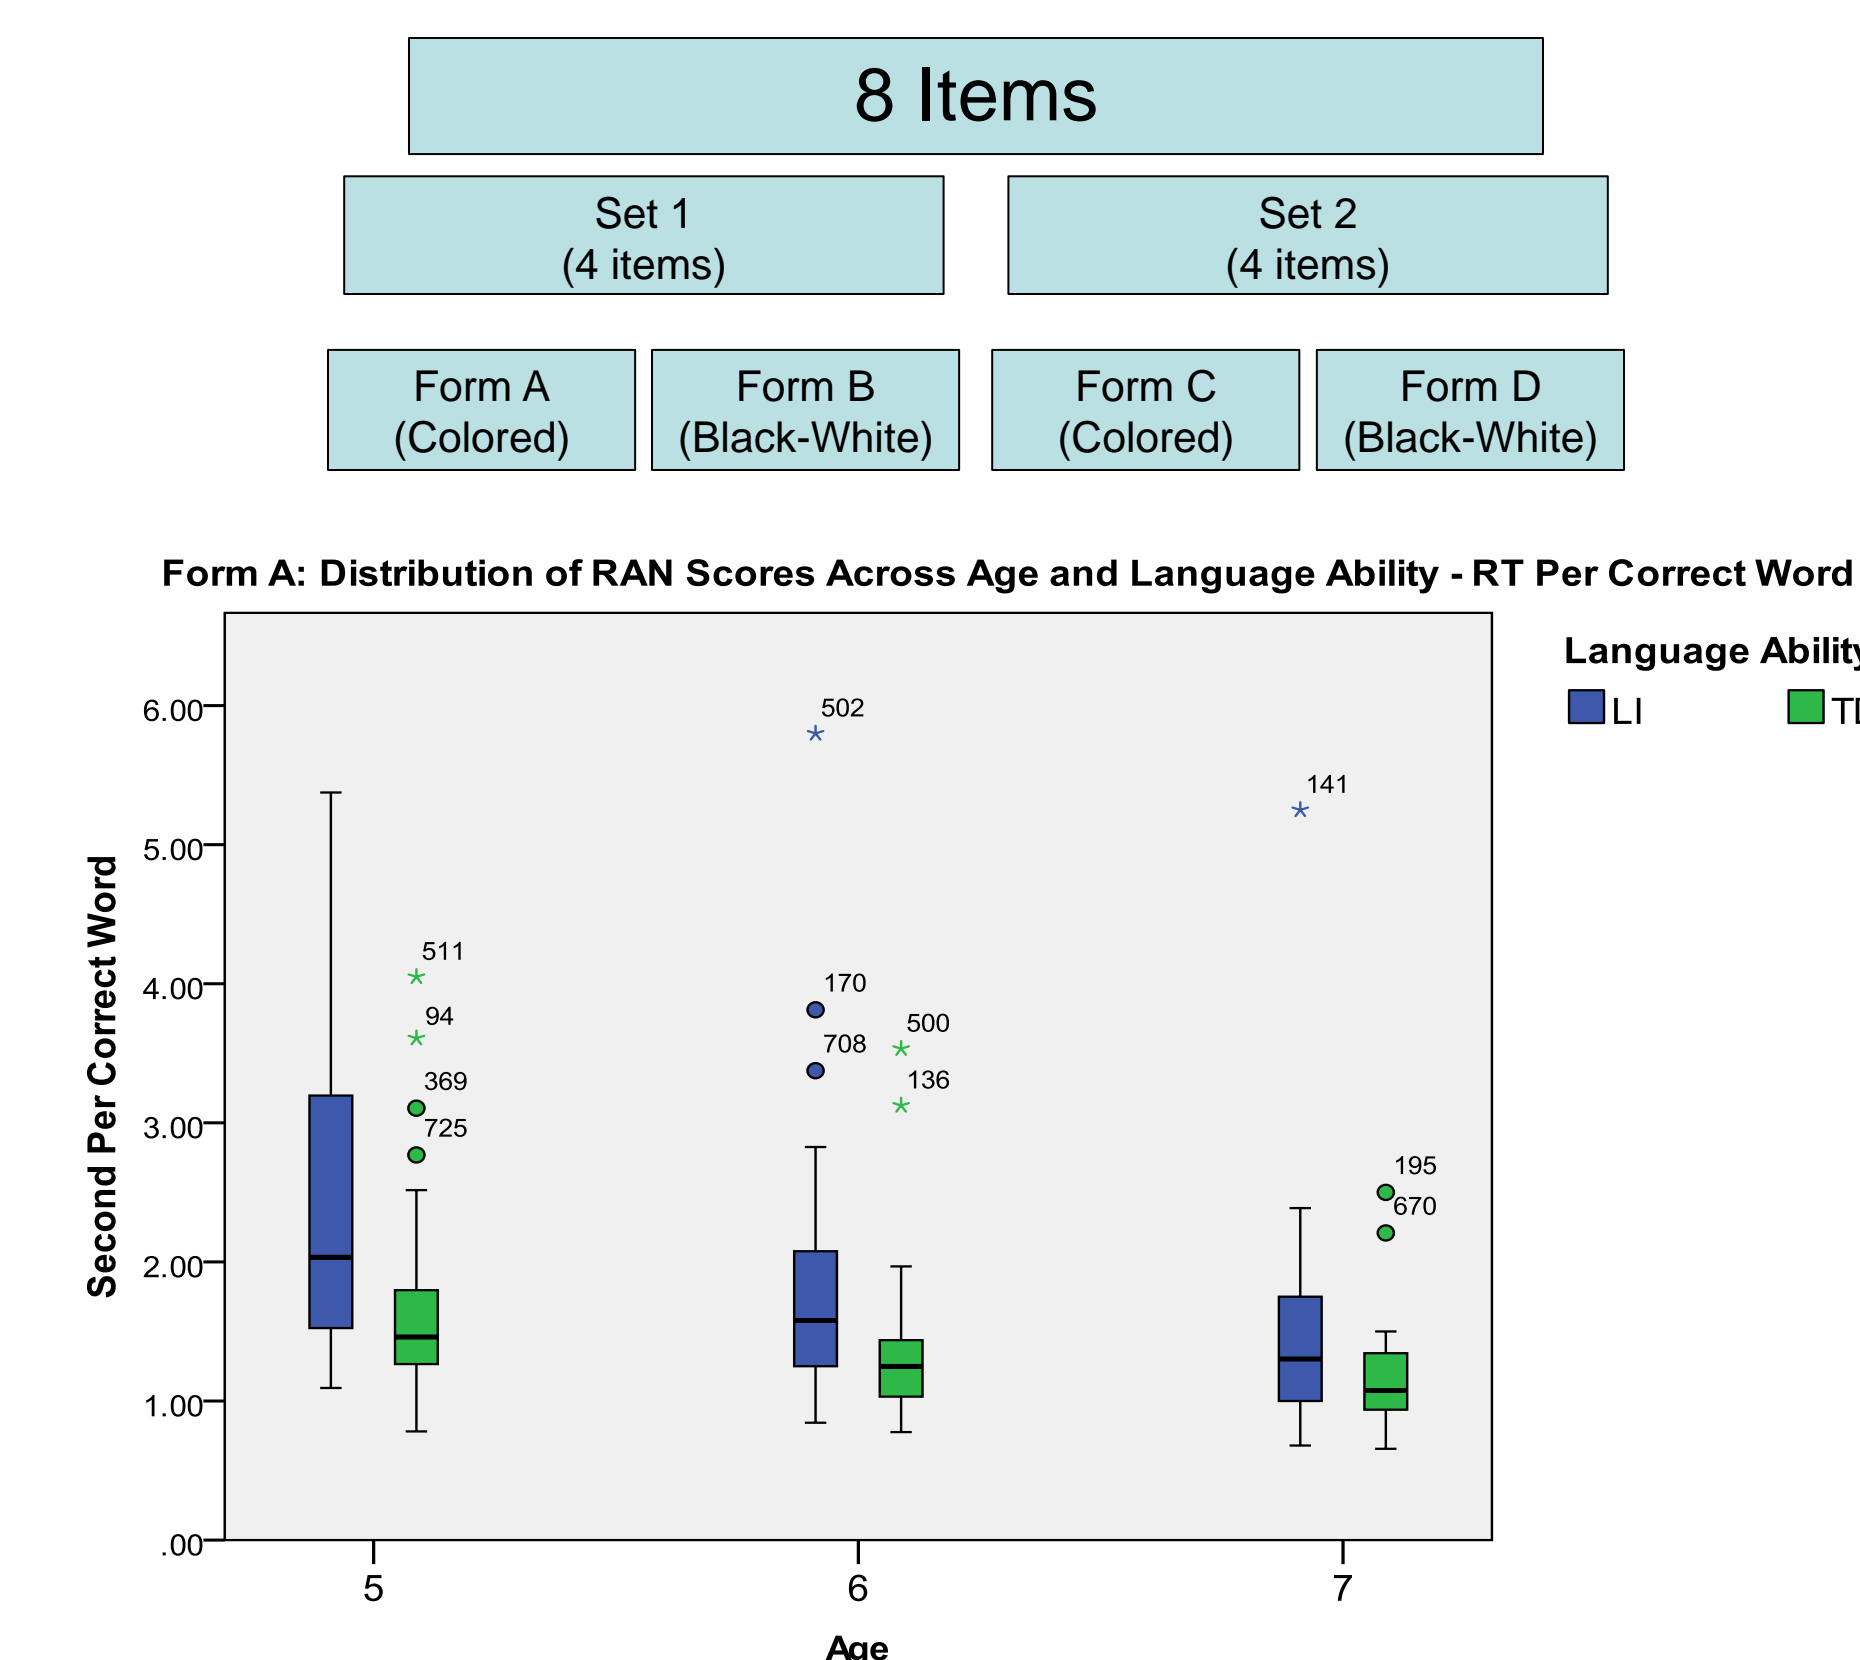 8 Items
Set 1
(4 items)
Set 2
(4 items)
Form A
(Colored)
Form B
(Black-White)
Form C
(Colored)
Form D
(Black-White)
Form A: Distribution of RAN Scores Across Age and Language Ability - RT Per Correct Word
Language Ability
LI
6.00
5.00
4.00
3.00
2.00
1.00
.00
Second Per Correct Word
502
141
511
94
369
725
170
708
500
136
195
670
5
6
7
Age